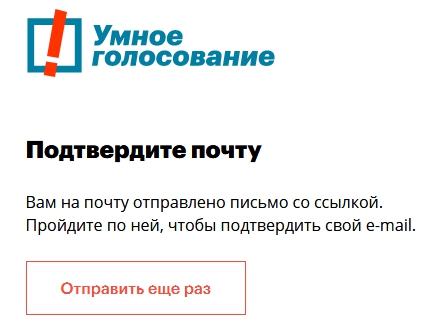 Умное
голосование
Подтвердите почту
Вам на почту отправлено письмо со ссылкой.
Пройдите по ней, чтобы подтвердить свой e-mail.
Отправить еще раз